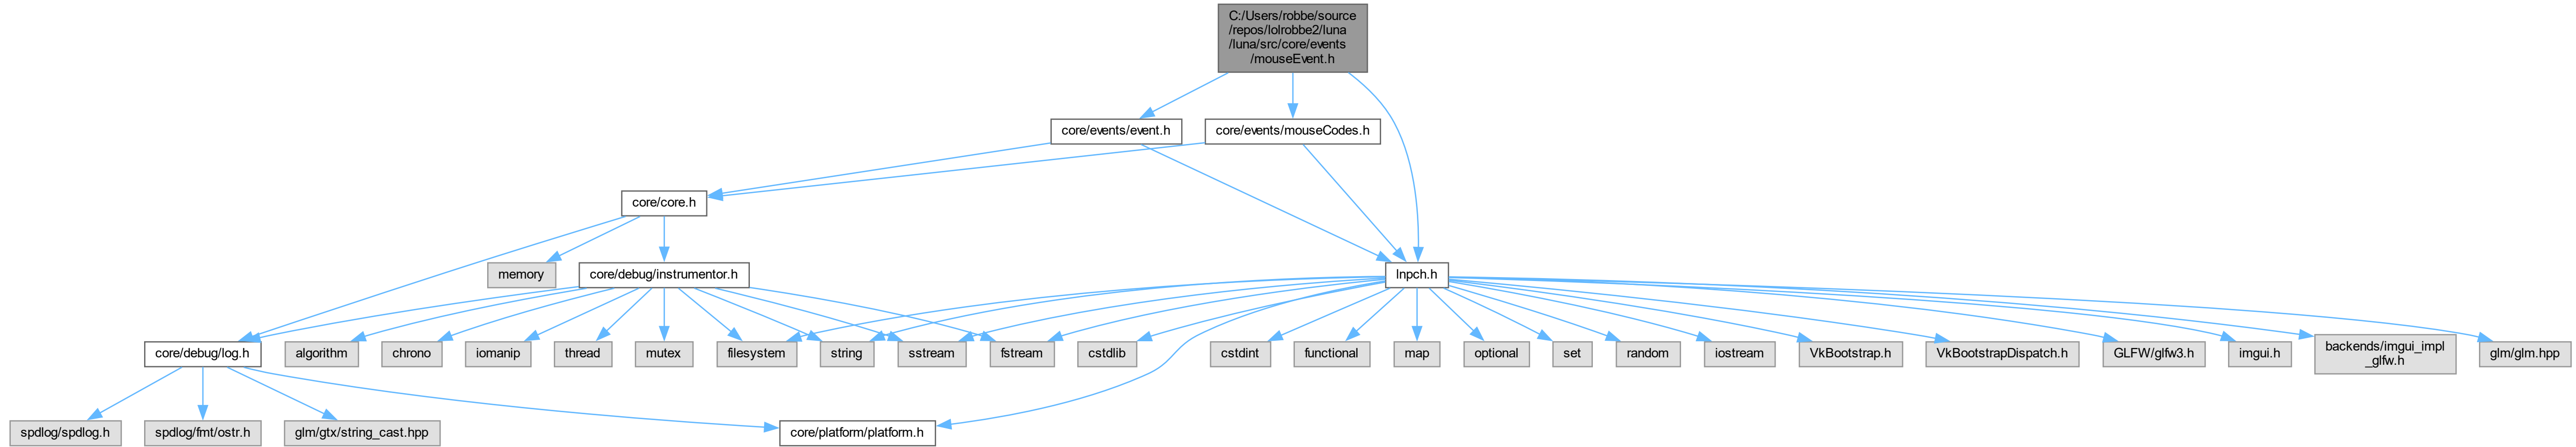 C:/Users/robbe/source
/repos/lolrobbe2/luna
/luna/src/core/events
/mouseEvent.h
core/events/event.h
core/events/mouseCodes.h
core/core.h
memory
core/debug/instrumentor.h
lnpch.h
core/debug/log.h
algorithm
chrono
iomanip
thread
mutex
filesystem
string
sstream
fstream
cstdlib
cstdint
functional
map
optional
set
random
iostream
VkBootstrap.h
VkBootstrapDispatch.h
GLFW/glfw3.h
imgui.h
backends/imgui_impl
_glfw.h
glm/glm.hpp
spdlog/spdlog.h
spdlog/fmt/ostr.h
glm/gtx/string_cast.hpp
core/platform/platform.h